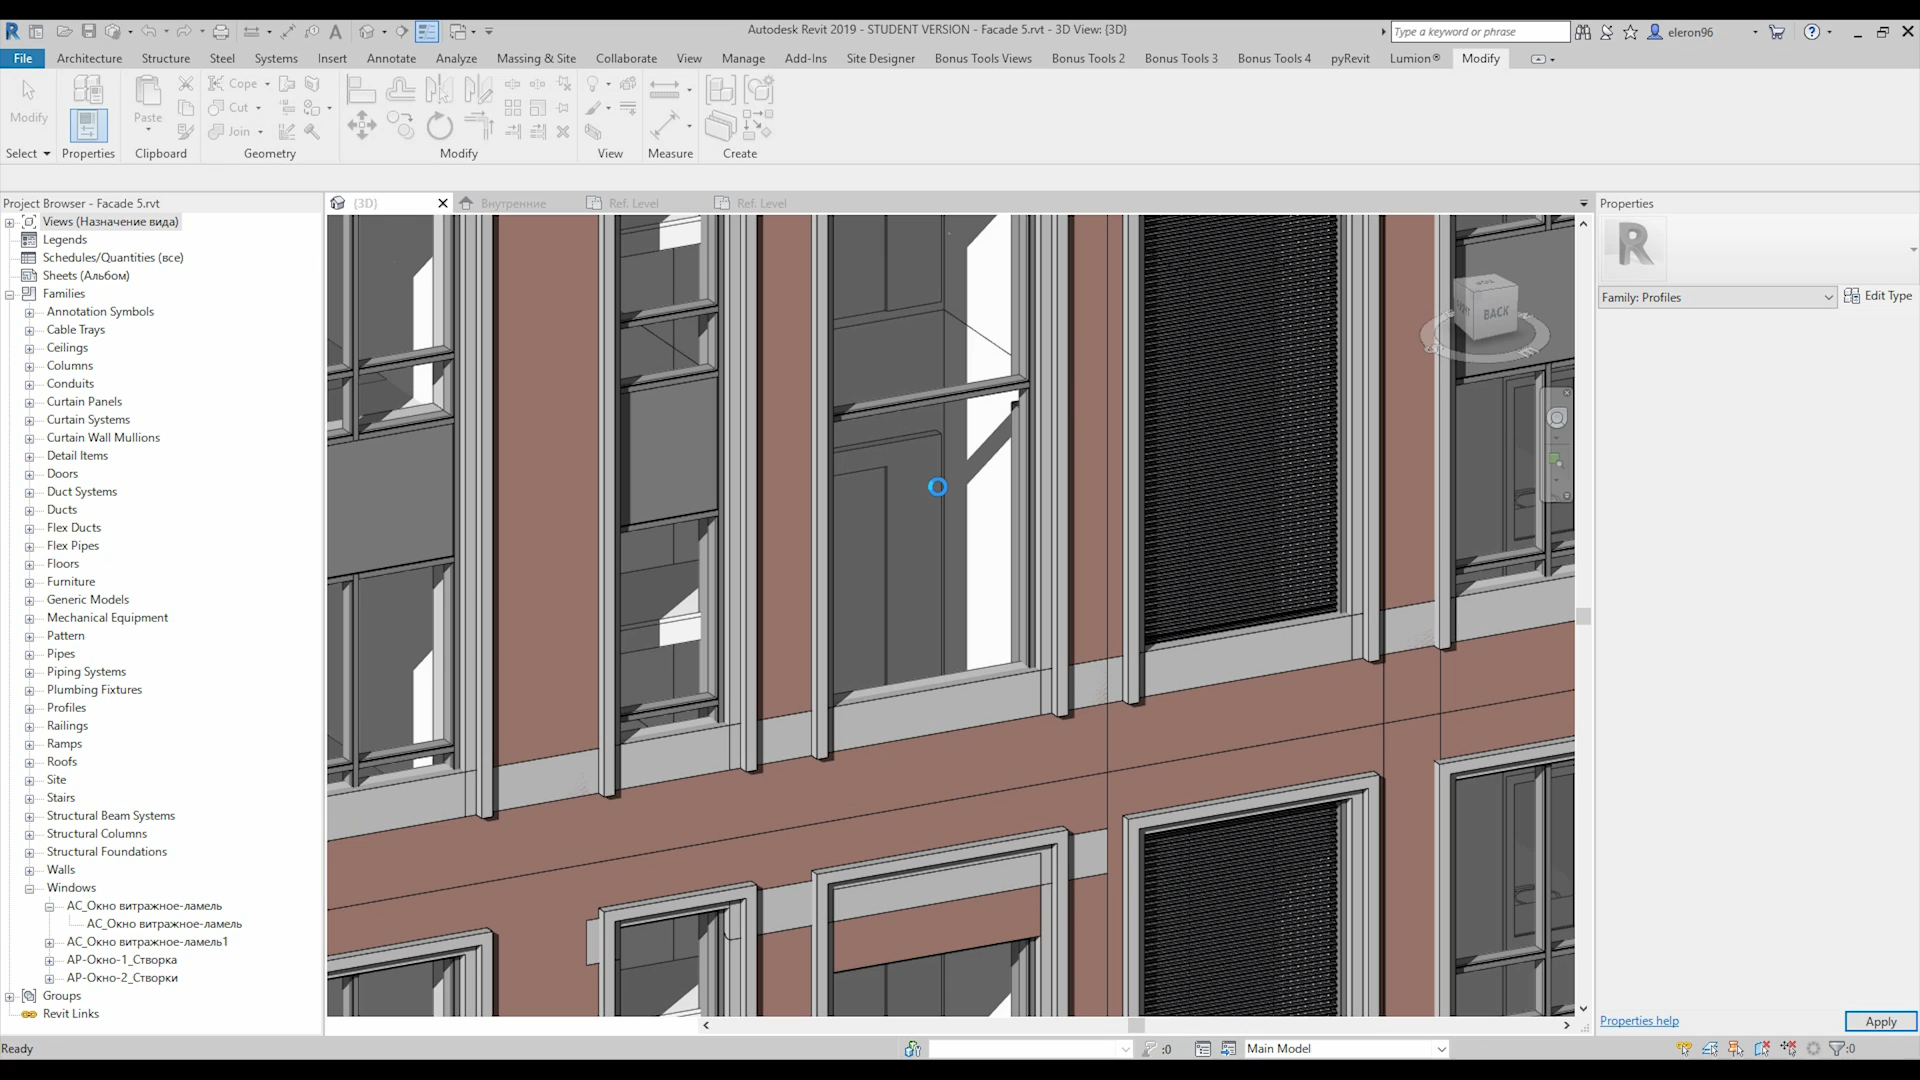 Autodesk Revit 2019 - STUDENT VERSION - Facade 5.rvt - 3D View: {3D}
Type a keyword or phrase
eleron96
File Architecture Structure Steel Systems Insert Annotate Analyze Massing & Site Collaborate View Manage Add-Ins Site Designer Bonus Tools Views Bonus Tools 2 Bonus Tools 3 Bonus Tools 4 pyRevit Lumion® Modify
Modify
Paste
Cope
Cut
Join
Select Properties Clipboard Geometry Modify View Measure Create
Project Browser - Facade 5.rvt
{3D} Внутренние Ref. Level Ref. Level
Properties
Views (Назначение вида)
Legends
Schedules/Quantities (все)
Sheets (Альбом)
Families
Annotation Symbols
Cable Trays
Ceilings
Columns
Conduits
Curtain Panels
Curtain Systems
Curtain Wall Mullions
Detail Items
Doors
Duct Systems
Ducts
Flex Ducts
Flex Pipes
Floors
Furniture
Generic Models
Mechanical Equipment
Pattern
Pipes
Piping Systems
Plumbing Fixtures
Profiles
Railings
Ramps
Roofs
Site
Stairs
Structural Beam Systems
Structural Columns
Structural Foundations
Walls
Windows
АС_Окно витражное-ламель
АС_Окно витражное-ламель
АС_Окно витражное-ламель1
АР-Окно-1_Створка
АР-Окно-2_Створки
Groups
Revit Links
BACK
R
Family: Profiles
Edit Type
Properties help
Apply
Ready
:0
Main Model
:0